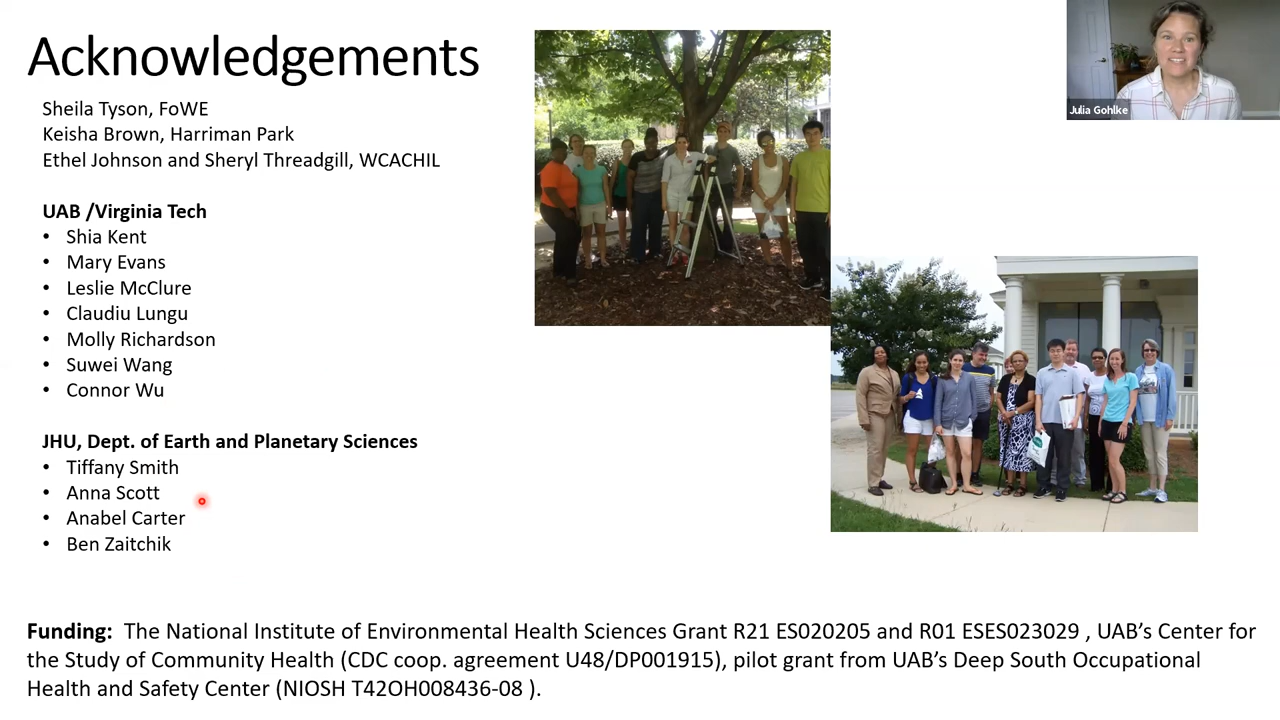 Acknowledgements
Sheila Tyson, FoWE
Keisha Brown, Harriman Park
Ethel Johnson and Sheryl Threadgill, WCACHIL
UAB /Virginia Tech
• Shia Kent
• Mary Evans
• Leslie McClure
• Claudiu Lungu
• Molly Richardson
• Suwei Wang
• Connor Wu
JHU, Dept. of Earth and Planetary Sciences
• Tiffany Smith
• Anna Scott
• Anabel Carter
• Ben Zaitchik
Funding: The National Institute of Environmental Health Sciences Grant R21 ES020205 and R01 ESES023029 , UAB’s Center for
the Study of Community Health (CDC coop. agreement U48/DP001915), pilot grant from UAB’s Deep South Occupational
Health and Safety Center (NIOSH T42OH008436-08 ).
Julia Gohlke